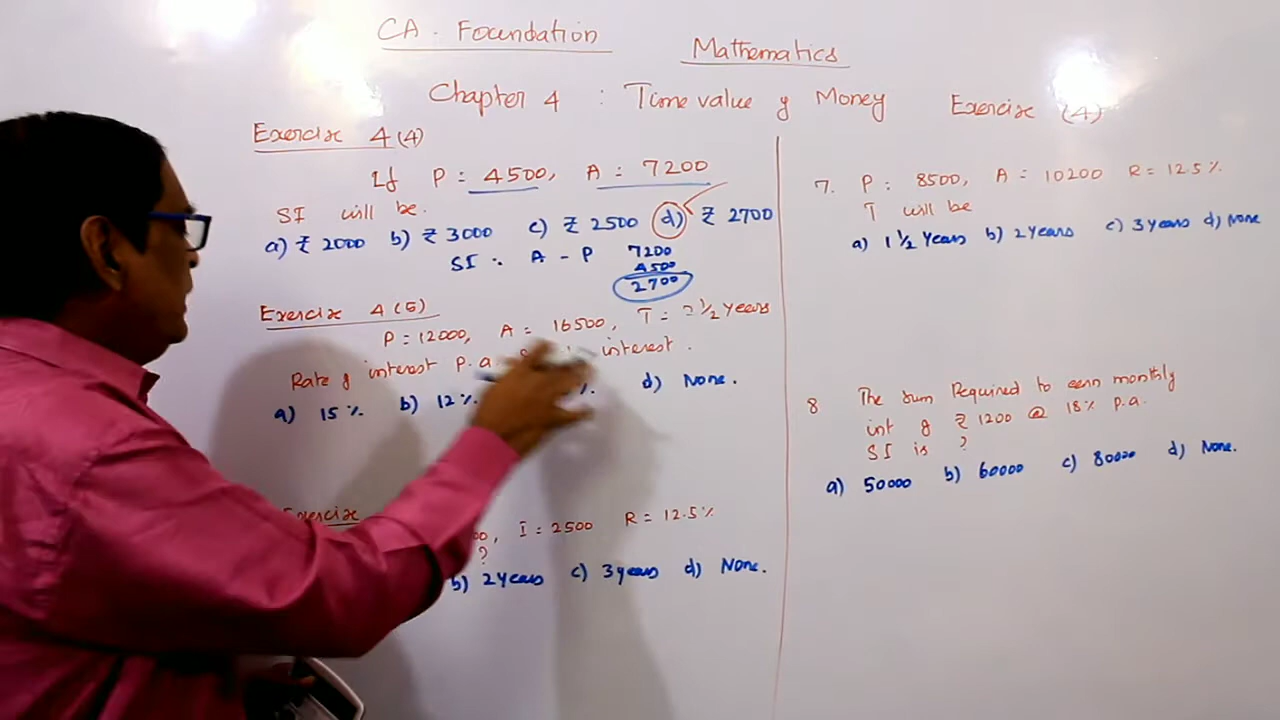 CA. Foundation
Mathematics
Chapter 4 : Time value of Money Exercise (4)
Exercise 4(4)
If P = 4500, A = 7200
SI will be.
a) ₹ 2000 b) ₹ 3000 c) ₹ 2500 d) ₹ 2700
SI = A - P 7200
4500
2700
Exercise 4(5)
P = 12000, A = 16500, T = 2½ years
Rate of interest p.a. interest.
a) 15% b) 12% %. d) None.
Exercise
I = 2500 R = 12.5%
?
b) 2 years c) 3 years d) None.
7. P = 8500, A = 10200 R = 12.5%
T will be
a) 1½ Years b) 2 Years c) 3 years d) None
8 The sum Required to earn monthly
int of ₹ 1200 @ 18% p.a.
SI is ?
a) 50000 b) 60000 c) 80000 d) None.